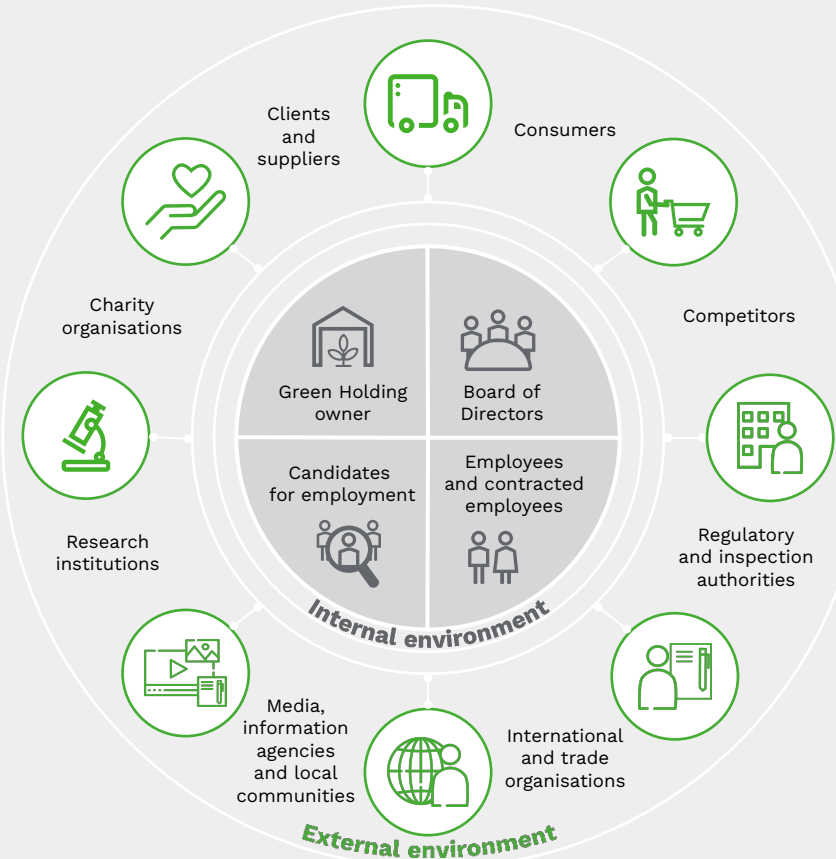 Clients
and
suppliers
Consumers
Charity
organisations
Competitors
Green Holding
owner
Board of
Directors
Candidates
for employment
Employees
and contracted
employees
Research
institutions
Regulatory
and inspection
authorities
Internal environment
Media,
information
agencies
and local
communities
International
and trade
organisations
External environment